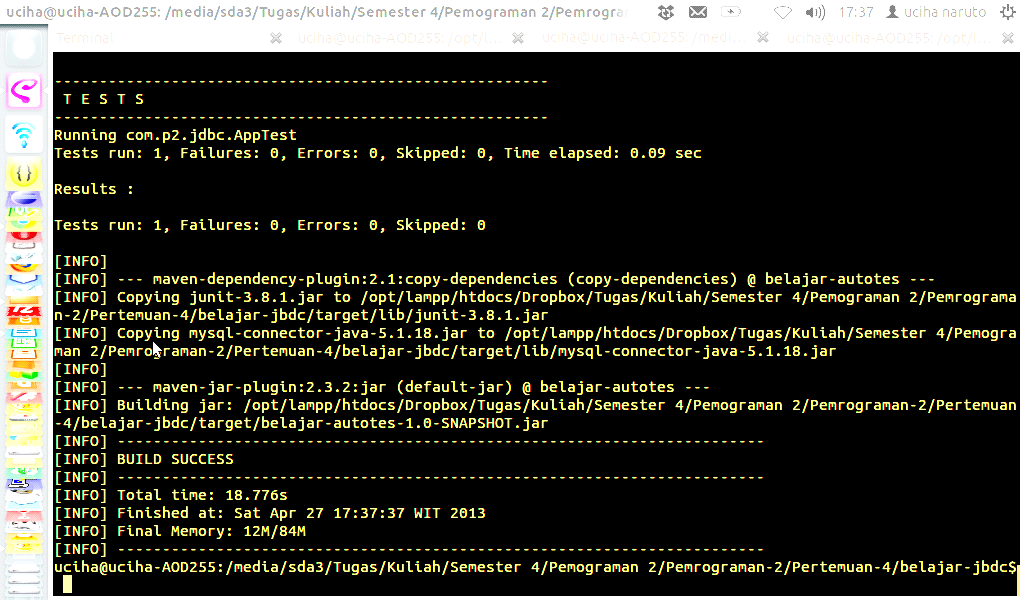 uciha@uciha-AOD255: /media/sda3/Tugas/Kuliah/Semester 4/Pemograman 2/Pemrogra
17:37 uciha naruto
Terminal
uciha@uciha-AOD255: /opt/l...
uciha@uciha-AOD255: /medi...
uciha@uciha-AOD255: /opt/l...
-------------------------------------------------------
T E S T S
-------------------------------------------------------
Running com.p2.jdbc.AppTest
Tests run: 1, Failures: 0, Errors: 0, Skipped: 0, Time elapsed: 0.09 sec
Results :
Tests run: 1, Failures: 0, Errors: 0, Skipped: 0
[INFO]
[INFO] --- maven-dependency-plugin:2.1:copy-dependencies (copy-dependencies) @ belajar-autotes ---
[INFO] Copying junit-3.8.1.jar to /opt/lampp/htdocs/Dropbox/Tugas/Kuliah/Semester 4/Pemograman 2/Pemrograma
n-2/Pertemuan-4/belajar-jbdc/target/lib/junit-3.8.1.jar
[INFO] Copying mysql-connector-java-5.1.18.jar to /opt/lampp/htdocs/Dropbox/Tugas/Kuliah/Semester 4/Pemogra
man 2/Pemrograman-2/Pertemuan-4/belajar-jbdc/target/lib/mysql-connector-java-5.1.18.jar
[INFO]
[INFO] --- maven-jar-plugin:2.3.2:jar (default-jar) @ belajar-autotes ---
[INFO] Building jar: /opt/lampp/htdocs/Dropbox/Tugas/Kuliah/Semester 4/Pemograman 2/Pemrograman-2/Pertemuan
-4/belajar-jbdc/target/belajar-autotes-1.0-SNAPSHOT.jar
[INFO] ------------------------------------------------------------------------
[INFO] BUILD SUCCESS
[INFO] ------------------------------------------------------------------------
[INFO] Total time: 18.776s
[INFO] Finished at: Sat Apr 27 17:37:37 WIT 2013
[INFO] Final Memory: 12M/84M
[INFO] ------------------------------------------------------------------------
uciha@uciha-AOD255:/media/sda3/Tugas/Kuliah/Semester 4/Pemograman 2/Pemrograman-2/Pertemuan-4/belajar-jbdc$